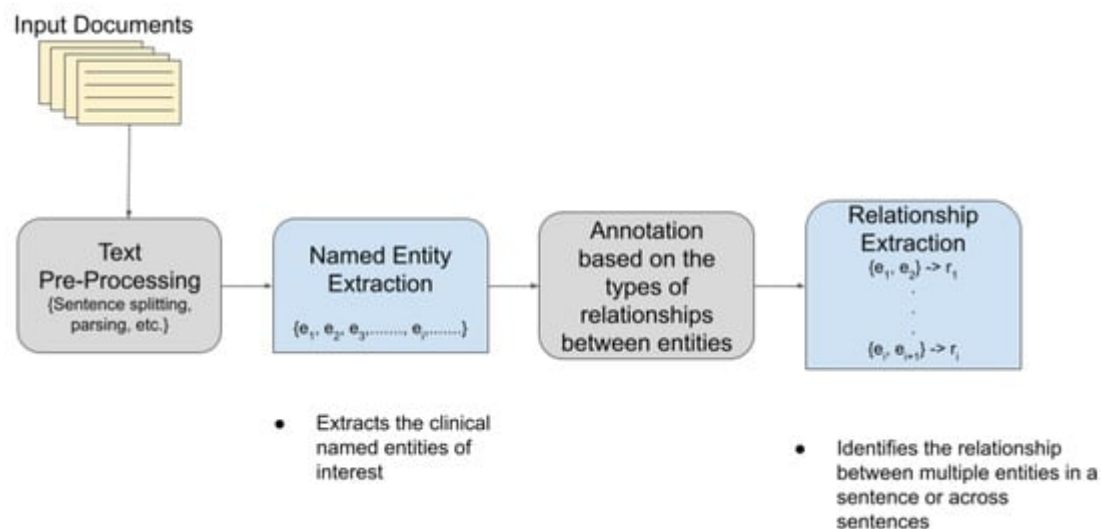 Input Documents
Text
Pre-Processing
{Sentence splitting,
parsing, etc.}
Named Entity
Extraction
{e1, e2, e3,......., ei,......}
Annotation
based on the
types of
relationships
between entities
Relationship
Extraction
{e1, e2} -> r1
.
.
.
{ei, ei+1} -> ri
● Extracts the clinical
named entities of
interest
● Identifies the relationship
between multiple entities in a
sentence or across
sentences